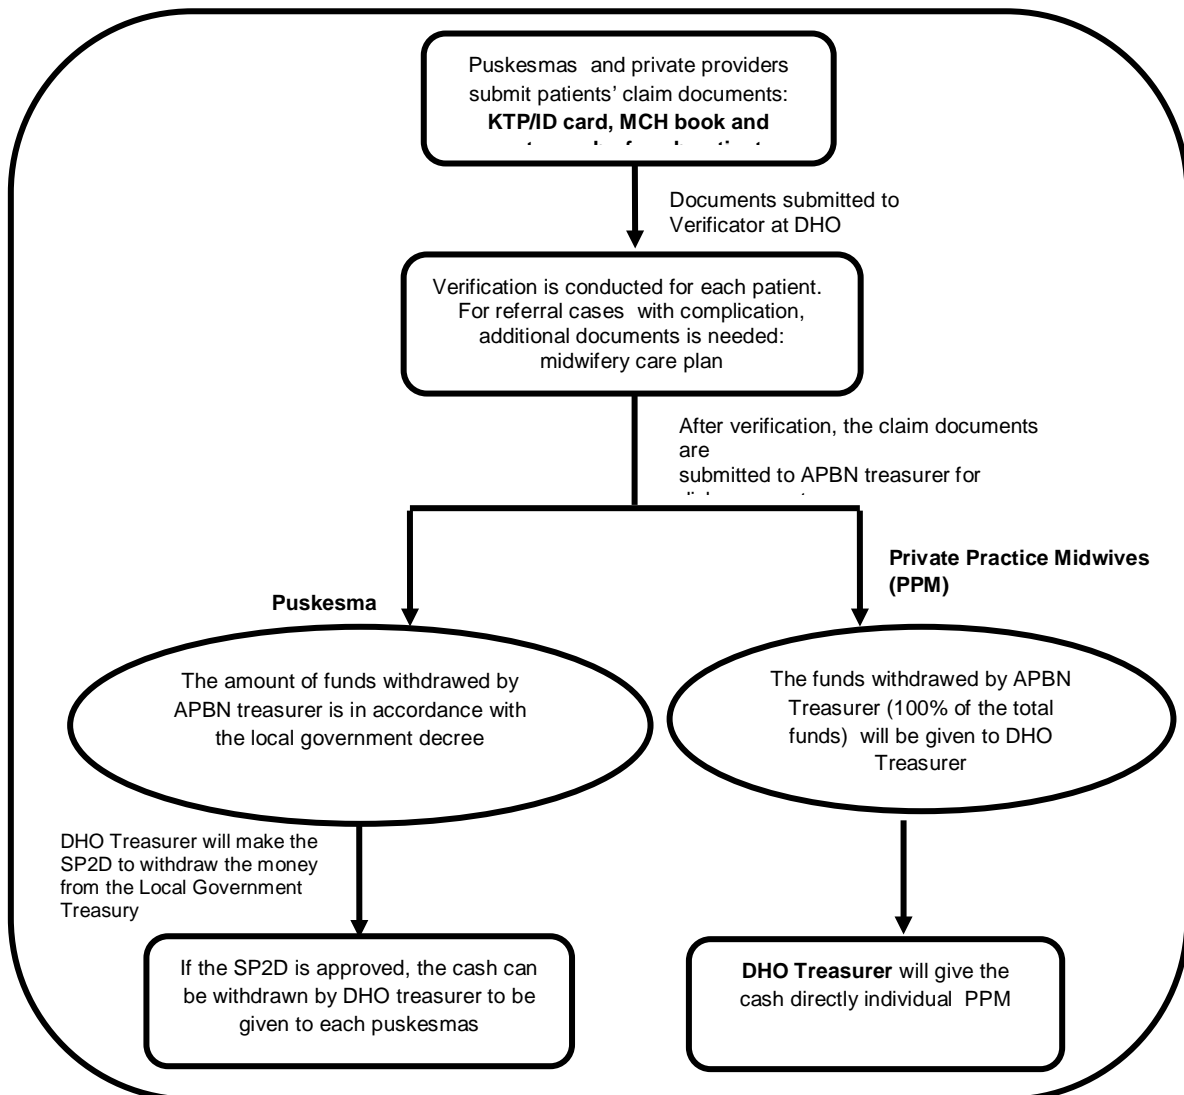 Puskesmas and private providers
submit patients' claim documents:
KTP/ID card, MCH book and
Documents submitted to
Verificator at DHO
Verification is conducted for each patient.
For referral cases with complication,
additional documents is needed:
midwifery care plan
After verification, the claim documents
are
submitted to APBN treasurer for
Private Practice Midwives
(PPM)
Puskesma
The amount of funds withdrawed by
APBN treasurer is in accordance with
the local government decree
The funds withdrawed by APBN
Treasurer (100% of the total
funds) will be given to DHO
Treasurer
DHO Treasurer will make the
SP2D to withdraw the money
from the Local Government
Treasury
If the SP2D is approved, the cash can
be withdrawn by DHO treasurer to be
given to each puskesmas
DHO Treasurer will give the
cash directly individual PPM